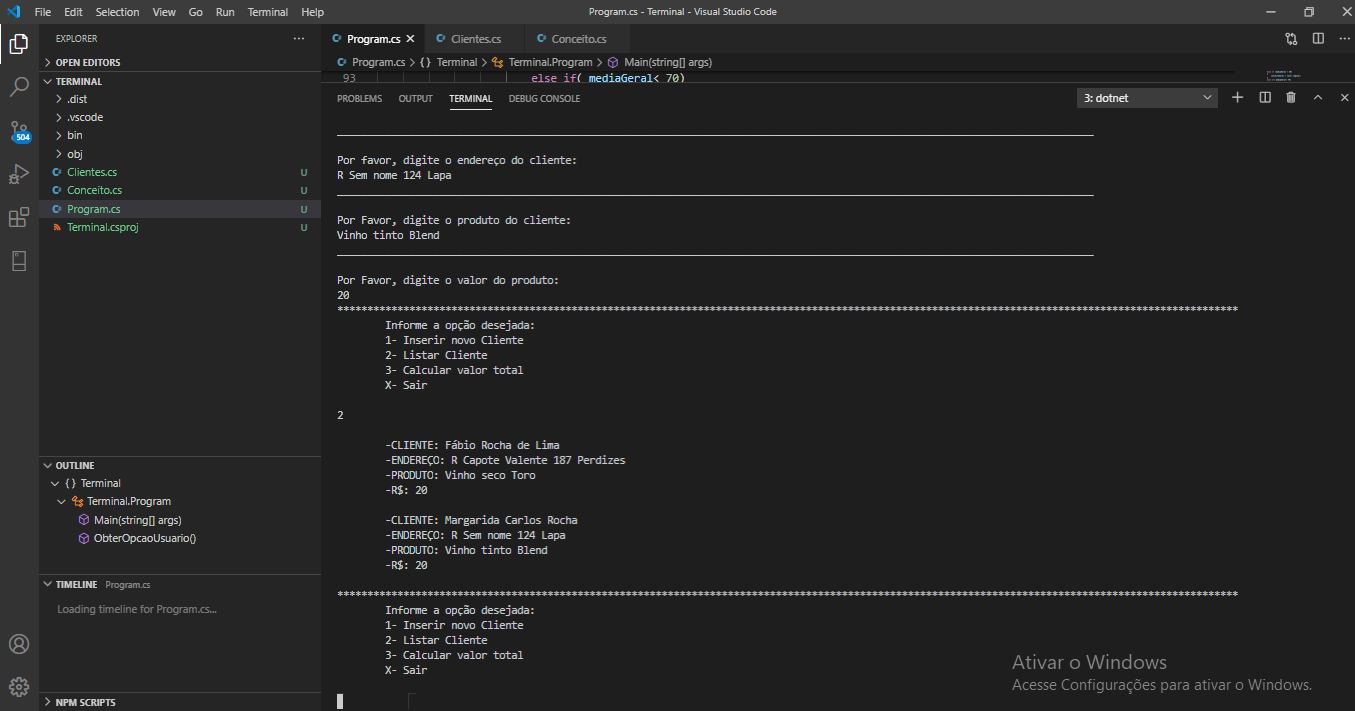 File Edit Selection View Go Run Terminal Help Program.cs - Terminal - Visual Studio Code
EXPLORER
OPEN EDITORS
TERMINAL
.dist
.vscode
bin
obj
Clientes.cs U
Conceito.cs U
Program.cs U
Terminal.csproj U
504
OUTLINE
{} Terminal
Terminal.Program
Main(string[] args)
ObterOpcaoUsuario()
TIMELINE Program.cs
Loading timeline for Program.cs...
NPM SCRIPTS
Program.cs Clientes.cs Conceito.cs
Program.cs > {} Terminal > Terminal.Program > Main(string[] args)
93 else if( mediaGeral< 70)
PROBLEMS OUTPUT TERMINAL DEBUG CONSOLE 3: dotnet
Por favor, digite o endereço do cliente:
R Sem nome 124 Lapa
Por Favor, digite o produto do cliente:
Vinho tinto Blend
Por Favor, digite o valor do produto:
20
Informe a opção desejada:
1- Inserir novo Cliente
2- Listar Cliente
3- Calcular valor total
X- Sair
2
-CLIENTE: Fábio Rocha de Lima
-ENDEREÇO: R Capote Valente 187 Perdizes
-PRODUTO: Vinho seco Toro
-R$: 20
-CLIENTE: Margarida Carlos Rocha
-ENDEREÇO: R Sem nome 124 Lapa
-PRODUTO: Vinho tinto Blend
-R$: 20
Informe a opção desejada:
1- Inserir novo Cliente
2- Listar Cliente
3- Calcular valor total
X- Sair
Ativar o Windows
Acesse Configurações para ativar o Windows.